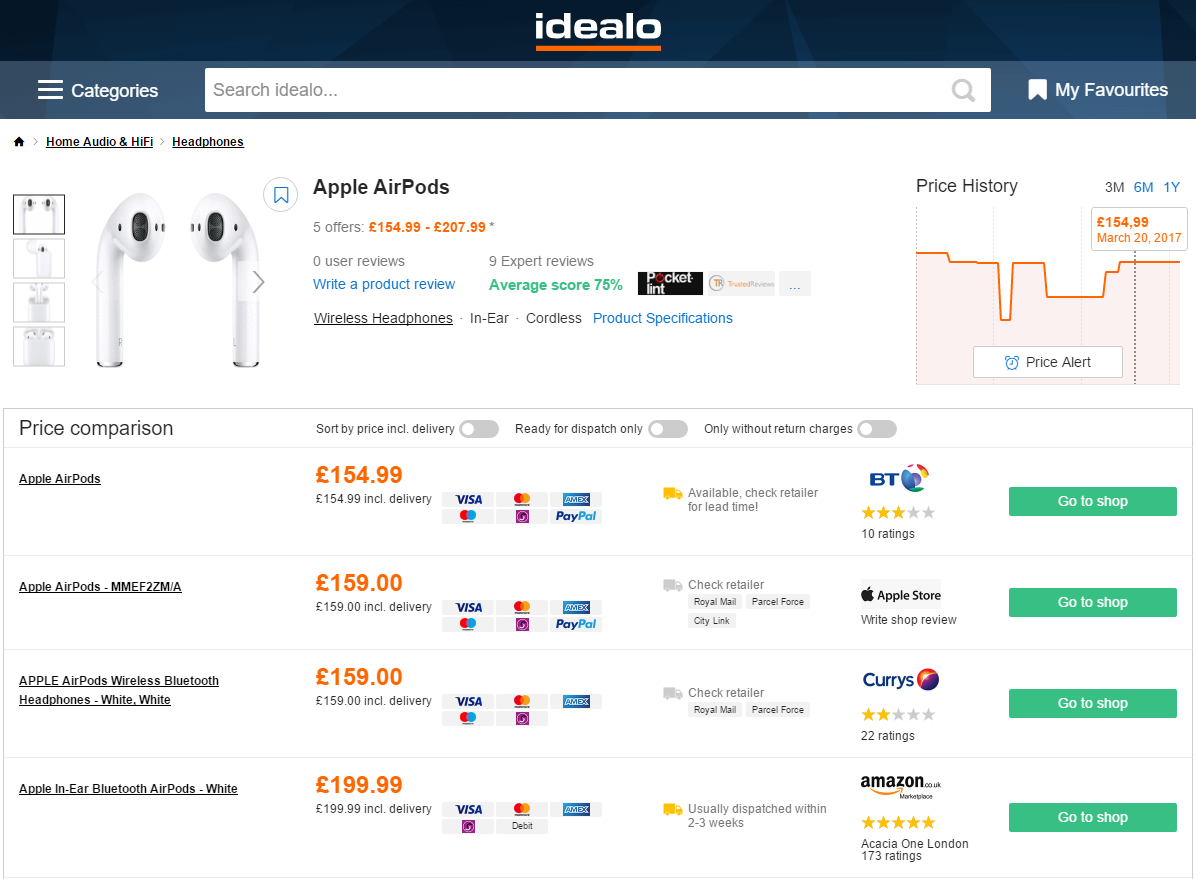 idealo
Categories
Search idealo...
My Favourites
Home Audio & HiFi
Headphones
Apple AirPods
5 offers: £154.99 - £207.99 *
0 user reviews
9 Expert reviews
Write a product review
Average score 75%
Pocket-lint
TR TrustedReviews
...
Wireless Headphones · In-Ear · Cordless Product Specifications
Price History
3M 6M 1Y
£154,99
March 20, 2017
Price Alert
Price comparison
Sort by price incl. delivery
Ready for dispatch only
Only without return charges
Apple AirPods
£154.99
£154.99 incl. delivery
VISA
AMEX
PayPal
Available, check retailer
for lead time!
BT
10 ratings
Go to shop
Apple AirPods - MMEF2ZM/A
£159.00
£159.00 incl. delivery
VISA
AMEX
PayPal
Check retailer
Royal Mail
Parcel Force
City Link
Apple Store
Write shop review
Go to shop
APPLE AirPods Wireless Bluetooth
Headphones - White, White
£159.00
£159.00 incl. delivery
VISA
AMEX
Check retailer
Royal Mail
Parcel Force
Currys
22 ratings
Go to shop
Apple In-Ear Bluetooth AirPods - White
£199.99
£199.99 incl. delivery
VISA
AMEX
Debit
Usually dispatched within
2-3 weeks
amazon.co.uk
Marketplace
Acacia One London
173 ratings
Go to shop